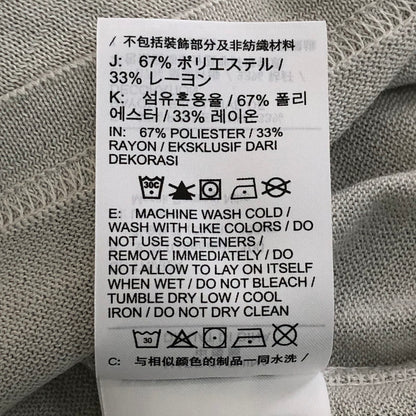 / 不包括裝飾部分及非紡織材料
J: 67% ポリエステル /
33% レーヨン
K: 섬유혼용율 / 67% 폴리
에스터 / 33% 레이온
IN: 67% POLIESTER / 33%
RAYON / EKSKLUSIF DARI
DEKORASI
30C
E: MACHINE WASH COLD /
WASH WITH LIKE COLORS / DO
NOT USE SOFTENERS /
REMOVE IMMEDIATELY / DO
NOT ALLOW TO LAY ON ITSELF
WHEN WET / DO NOT BLEACH /
TUMBLE DRY LOW / COOL
IRON / DO NOT DRY CLEAN
30
C: 与相似颜色的制品一同水洗 /